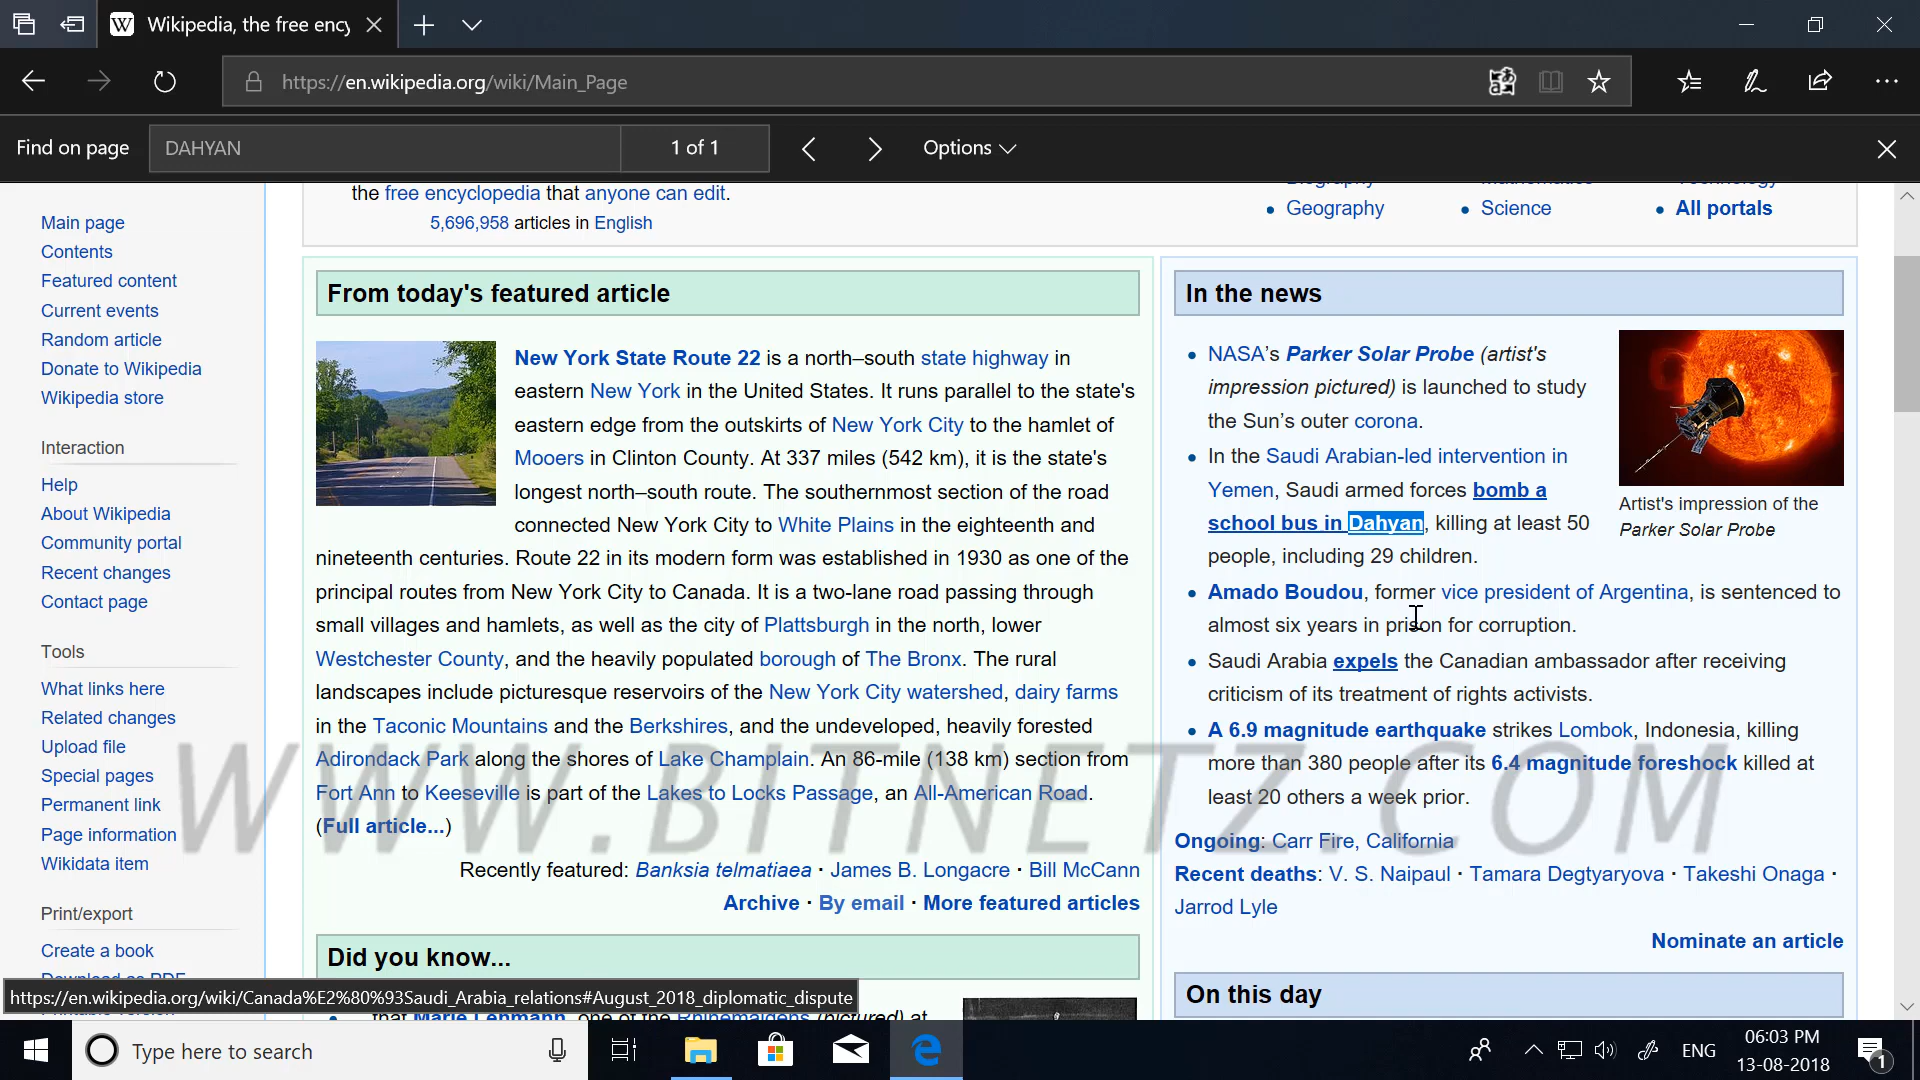 Wikipedia, the free ency
https://en.wikipedia.org/wiki/Main_Page
Find on page
DAHYAN
1 of 1
Options
the free encyclopedia that anyone can edit.
5,696,958 articles in English
Geography
Science
All portals
Main page
Contents
Featured content
Current events
Random article
Donate to Wikipedia
Wikipedia store
Interaction
Help
About Wikipedia
Community portal
Recent changes
Contact page
Tools
What links here
Related changes
Upload file
Special pages
Permanent link
Page information
Wikidata item
Print/export
Create a book
From today's featured article
New York State Route 22 is a north–south state highway in
eastern New York in the United States. It runs parallel to the state's
eastern edge from the outskirts of New York City to the hamlet of
Mooers in Clinton County. At 337 miles (542 km), it is the state's
longest north–south route. The southernmost section of the road
connected New York City to White Plains in the eighteenth and
nineteenth centuries. Route 22 in its modern form was established in 1930 as one of the
principal routes from New York City to Canada. It is a two-lane road passing through
small villages and hamlets, as well as the city of Plattsburgh in the north, lower
Westchester County, and the heavily populated borough of The Bronx. The rural
landscapes include picturesque reservoirs of the New York City watershed, dairy farms
in the Taconic Mountains and the Berkshires, and the undeveloped, heavily forested
Adirondack Park along the shores of Lake Champlain. An 86-mile (138 km) section from
Fort Ann to Keeseville is part of the Lakes to Locks Passage, an All-American Road.
(Full article...)
Recently featured: Banksia telmatiaea · James B. Longacre · Bill McCann
Archive · By email · More featured articles
Did you know...
that Marie Lehmann, one of the Rhinemaidens (pictured) at
In the news
NASA's Parker Solar Probe (artist's
impression pictured) is launched to study
the Sun's outer corona.
In the Saudi Arabian-led intervention in
Yemen, Saudi armed forces bomb a
school bus in Dahyan, killing at least 50
people, including 29 children.
Artist's impression of the
Parker Solar Probe
Amado Boudou, former vice president of Argentina, is sentenced to
almost six years in prison for corruption.
Saudi Arabia expels the Canadian ambassador after receiving
criticism of its treatment of rights activists.
A 6.9 magnitude earthquake strikes Lombok, Indonesia, killing
more than 380 people after its 6.4 magnitude foreshock killed at
least 20 others a week prior.
Ongoing: Carr Fire, California
Recent deaths: V. S. Naipaul · Tamara Degtyaryova · Takeshi Onaga ·
Jarrod Lyle
Nominate an article
On this day
WWW.BITNETZ.COM
https://en.wikipedia.org/wiki/Canada%E2%80%93Saudi_Arabia_relations#August_2018_diplomatic_dispute
Type here to search
ENG
06:03 PM
13-08-2018
1